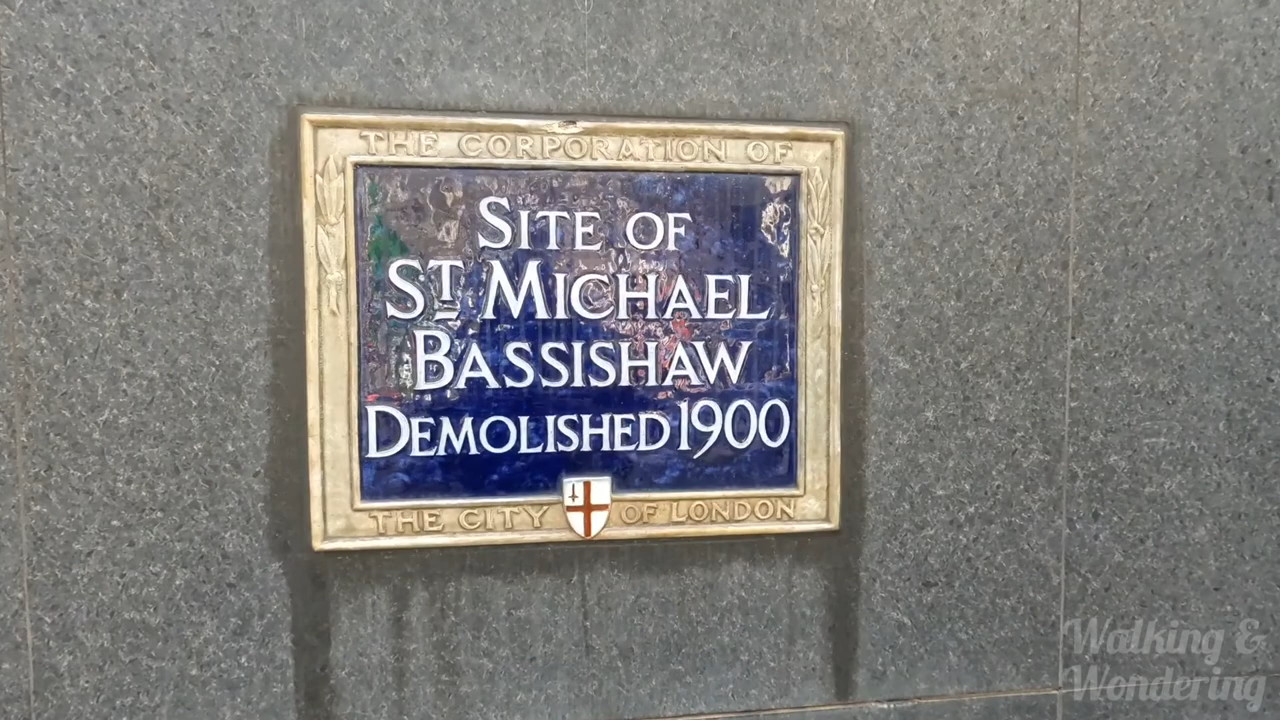 THE CORPORATION OF
SITE OF
ST MICHAEL
BASSISHAW
DEMOLISHED 1900
THE CITY OF LONDON
Walking &
Wondering